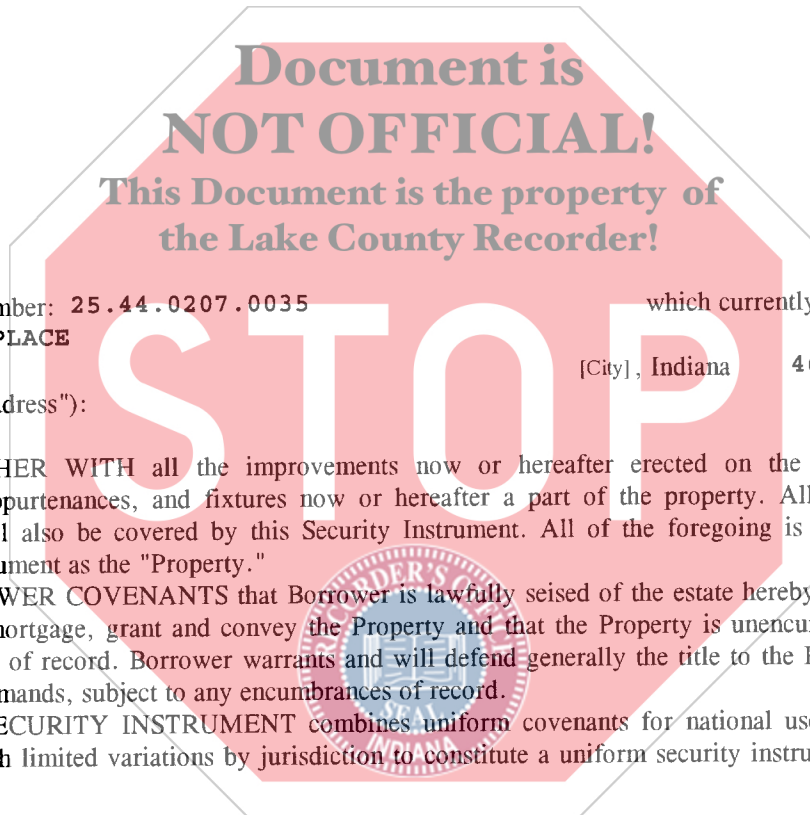 Document is
NOT OFFICIAL!
This Document is the property of
the Lake County Recorder!
mber: 25.44.0207.0035 which currently
PLACE
[City], Indiana 4
dress"):
STOP
HER WITH all the improvements now or hereafter erected on the
ppurtenances, and fixtures now or hereafter a part of the property. All
l also be covered by this Security Instrument. All of the foregoing is
ument as the "Property."
WER COVENANTS that Borrower is lawfully seised of the estate hereby
nortgage, grant and convey the Property and that the Property is unencu
of record. Borrower warrants and will defend generally the title to the
mands, subject to any encumbrances of record.
ECURITY INSTRUMENT combines uniform covenants for national us
h limited variations by jurisdiction to constitute a uniform security instru
RECORDER'S OFFICE
SEAL
INDIANA